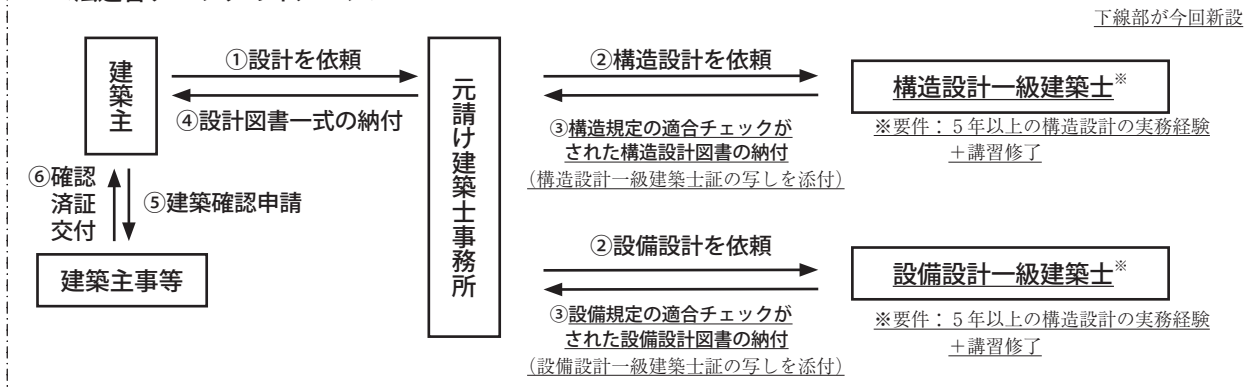 下線部が今回新設
建築主
①設計を依頼
④設計図書一式の納付
⑥確認
済証
交付
⑤建築確認申請
建築主事等
元請け建築士事務所
②構造設計を依頼
③構造規定の適合チェックが
された構造設計図書の納付
(構造設計一級建築士証の写しを添付)
構造設計一級建築士※
※要件：５年以上の構造設計の実務経験
＋講習修了
②設備設計を依頼
③設備規定の適合チェックが
された設備設計図書の納付
(設備設計一級建築士証の写しを添付)
設備設計一級建築士※
※要件：５年以上の構造設計の実務経験
＋講習修了